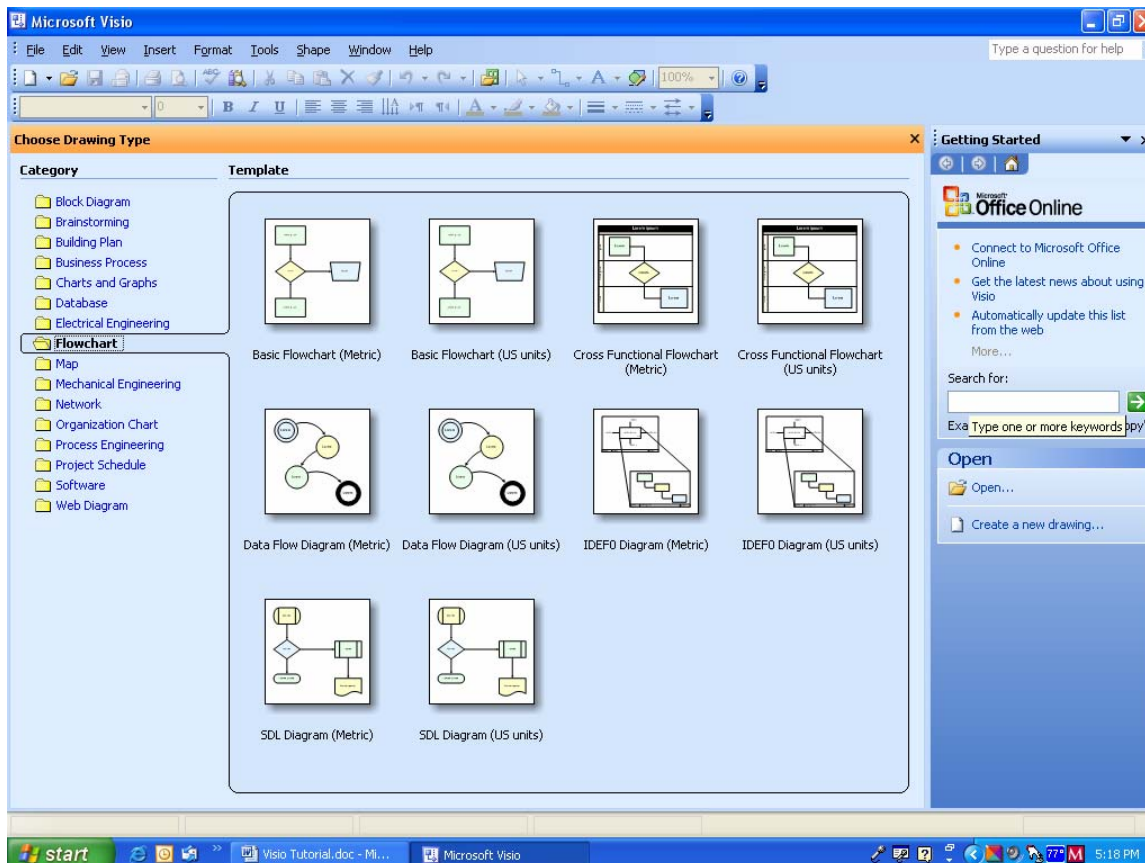 Microsoft Visio
File Edit View Insert Format Tools Shape Window Help
Type a question for help
100%
0
B I U
Choose Drawing Type
Category
Template
Block Diagram
Brainstorming
Building Plan
Business Process
Charts and Graphs
Database
Electrical Engineering
Flowchart
Map
Mechanical Engineering
Network
Organization Chart
Process Engineering
Project Schedule
Software
Web Diagram
Basic Flowchart (Metric)
Basic Flowchart (US units)
Cross Functional Flowchart
(Metric)
Cross Functional Flowchart
(US units)
Data Flow Diagram (Metric)
Data Flow Diagram (US units)
IDEF0 Diagram (Metric)
IDEF0 Diagram (US units)
SDL Diagram (Metric)
SDL Diagram (US units)
Getting Started
Microsoft
Office Online
Connect to Microsoft Office
Online
Get the latest news about using
Visio
Automatically update this list
from the web
More...
Search for:
Type one or more keywords
Open
Open...
Create a new drawing...
start
Visio Tutorial.doc - Mi...
Microsoft Visio
77°
M
5:18 PM